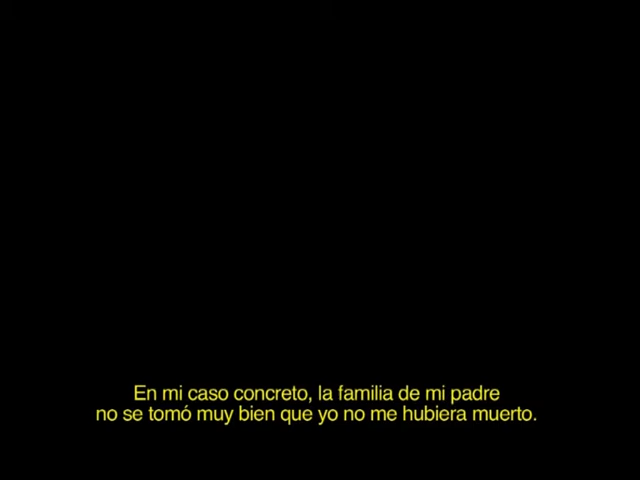 En mi caso concreto, la familia de mi padre
no se tomó muy bien que yo no me hubiera muerto.